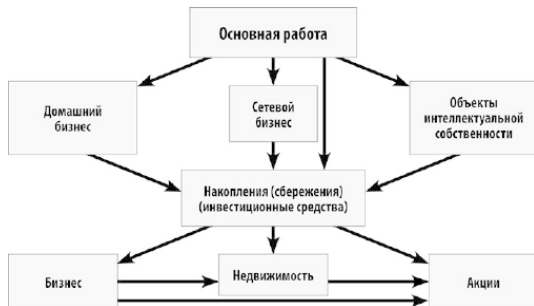 Основная работа
Домашний
бизнес
Сетевой
бизнес
Объекты
интеллектуальной
собственности
Накопления (сбережения)
(инвестиционные средства)
Бизнес
Недвижимость
Акции